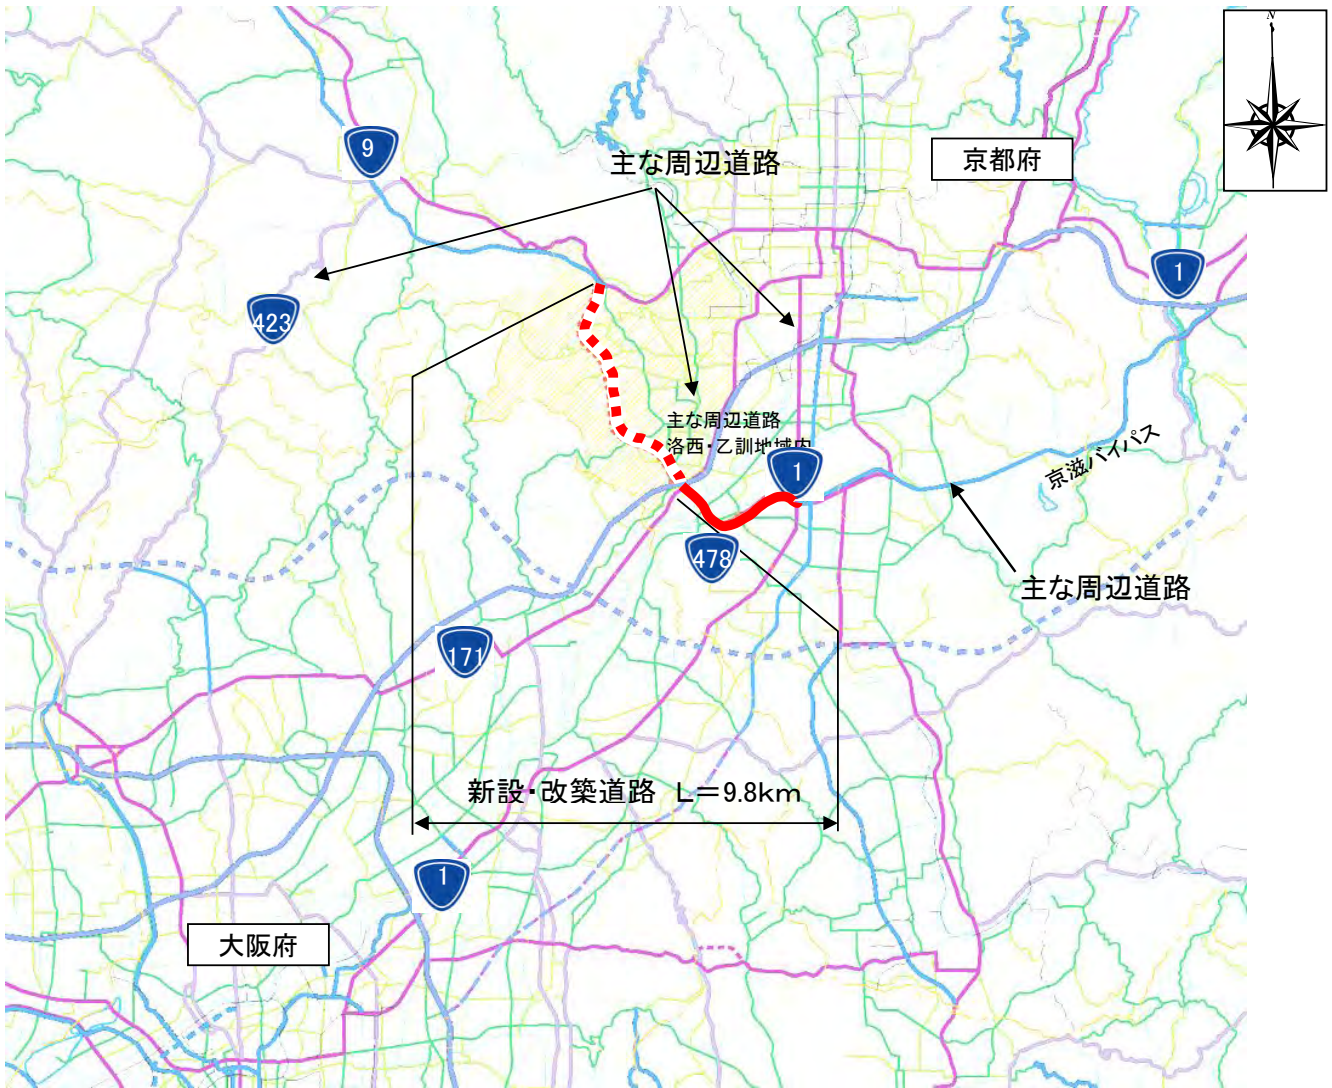 N
9
主な周辺道路
京都府
1
423
主な周辺道路
洛西・乙訓地域内
1
京滋バイパス
478
主な周辺道路
171
新設・改築道路 L=9.8km
1
大阪府